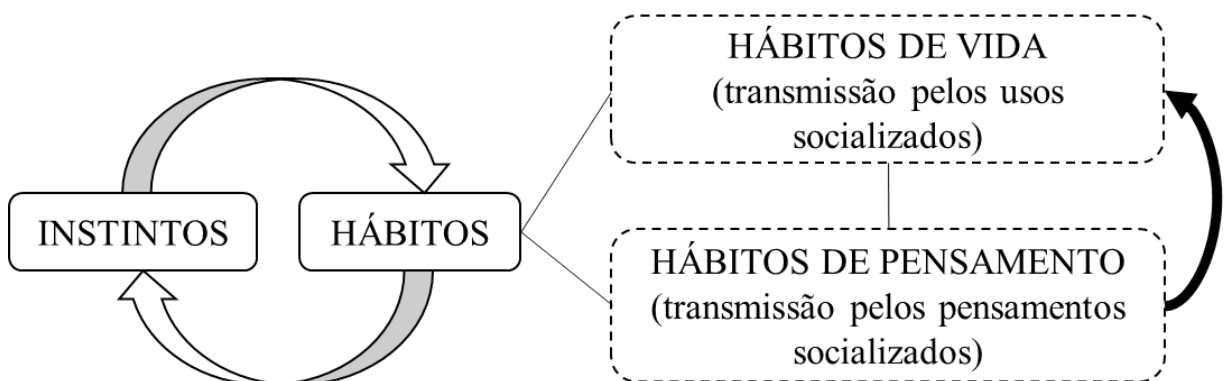 INSTINTOS
HÁBITOS
HÁBITOS DE VIDA
(transmissão pelos usos
socializados)
HÁBITOS DE PENSAMENTO
(transmissão pelos pensamentos
socializados)